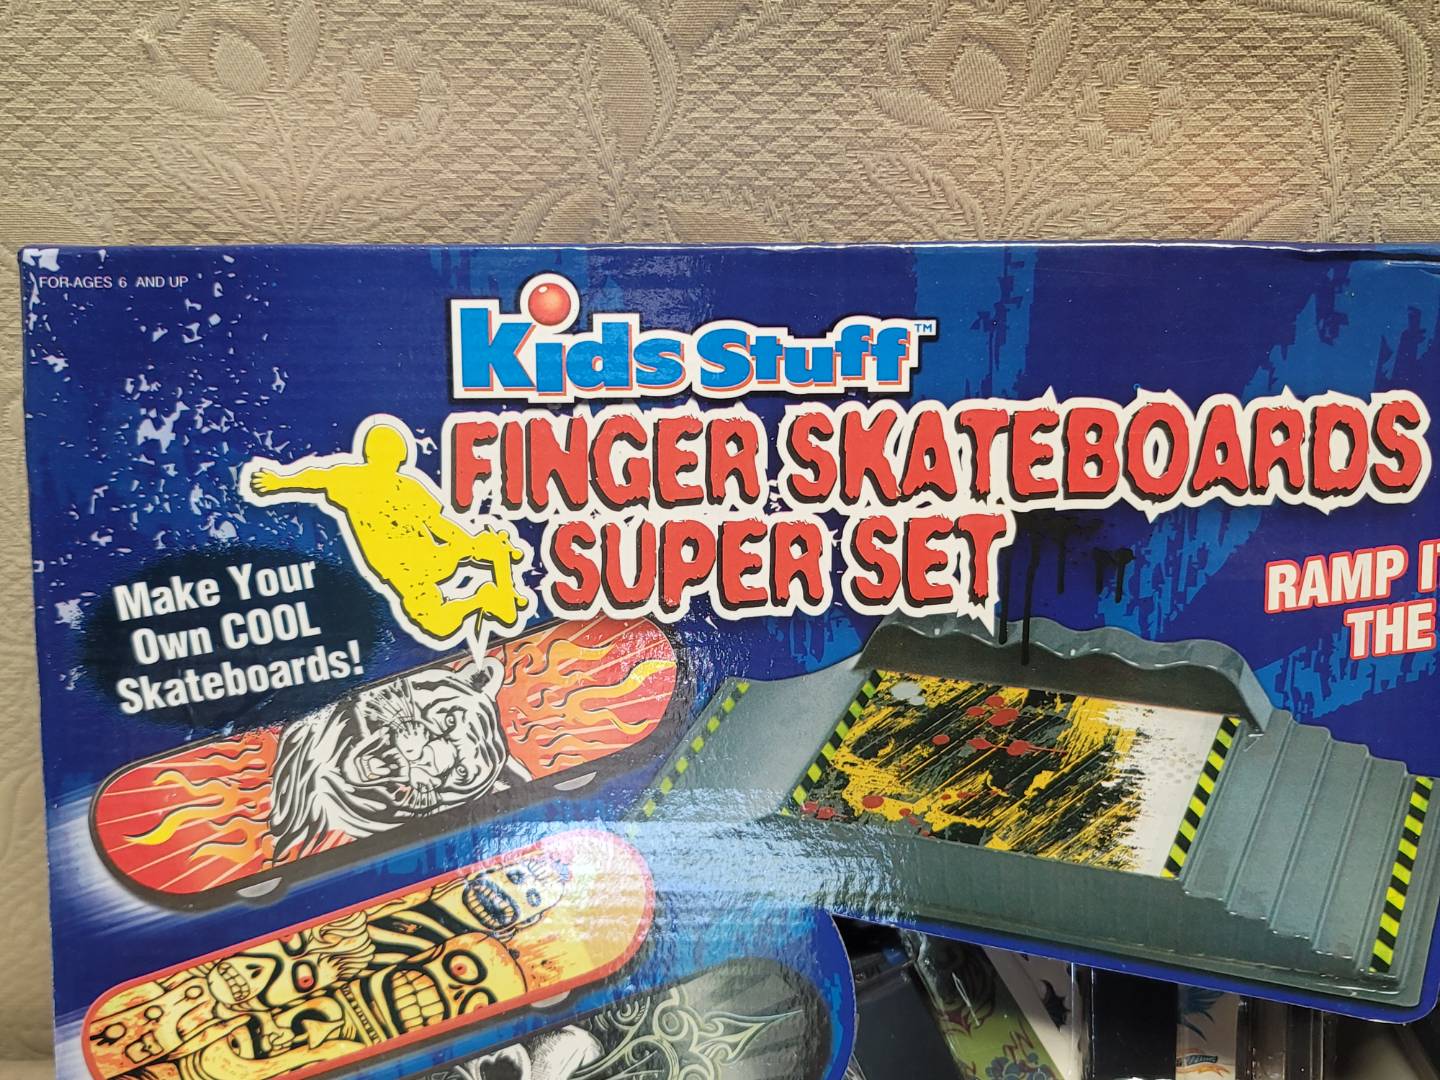 FOR AGES 6 AND UP
Kids Stuff™
FINGER SKATEBOARDS
SUPER SET
Make Your
Own COOL
Skateboards!
RAMP
THE